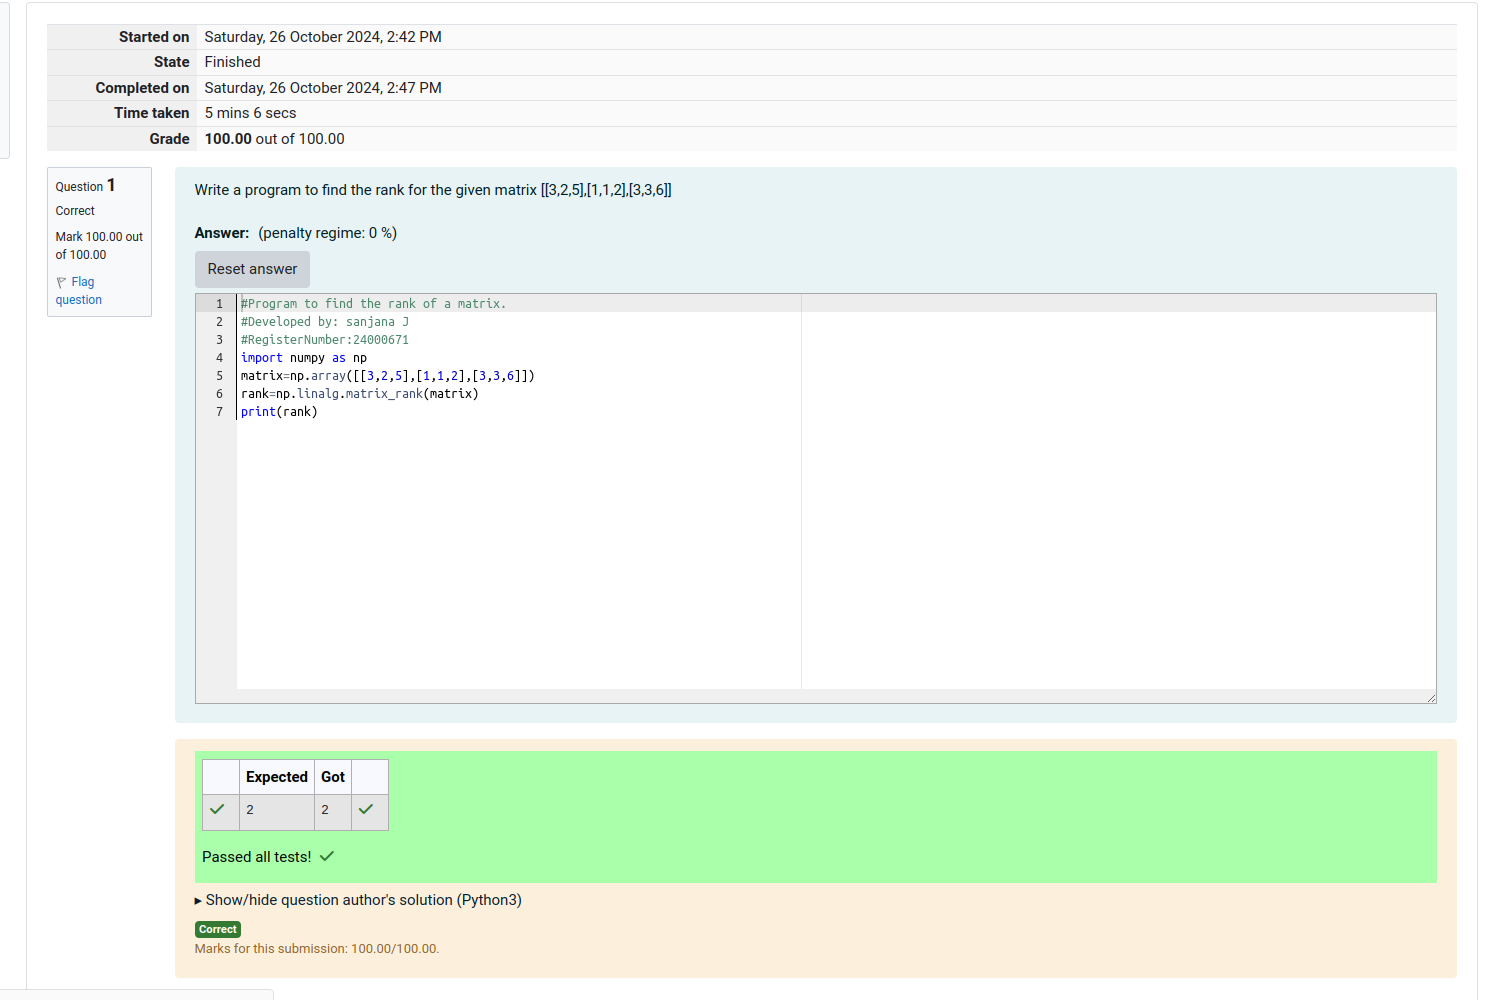 Started on Saturday, 26 October 2024, 2:42 PM
State Finished
Completed on Saturday, 26 October 2024, 2:47 PM
Time taken 5 mins 6 secs
Grade 100.00 out of 100.00
Question 1
Correct
Mark 100.00 out
of 100.00
Flag
question
Write a program to find the rank for the given matrix [[3,2,5],[1,1,2],[3,3,6]]
Answer: (penalty regime: 0 %)
Reset answer
1 #Program to find the rank of a matrix.
2 #Developed by: sanjana J
3 #RegisterNumber:24000671
4 import numpy as np
5 matrix=np.array([[3,2,5],[1,1,2],[3,3,6]])
6 rank=np.linalg.matrix_rank(matrix)
7 print(rank)
Expected Got
2 2
Passed all tests!
Show/hide question author's solution (Python3)
Correct
Marks for this submission: 100.00/100.00.